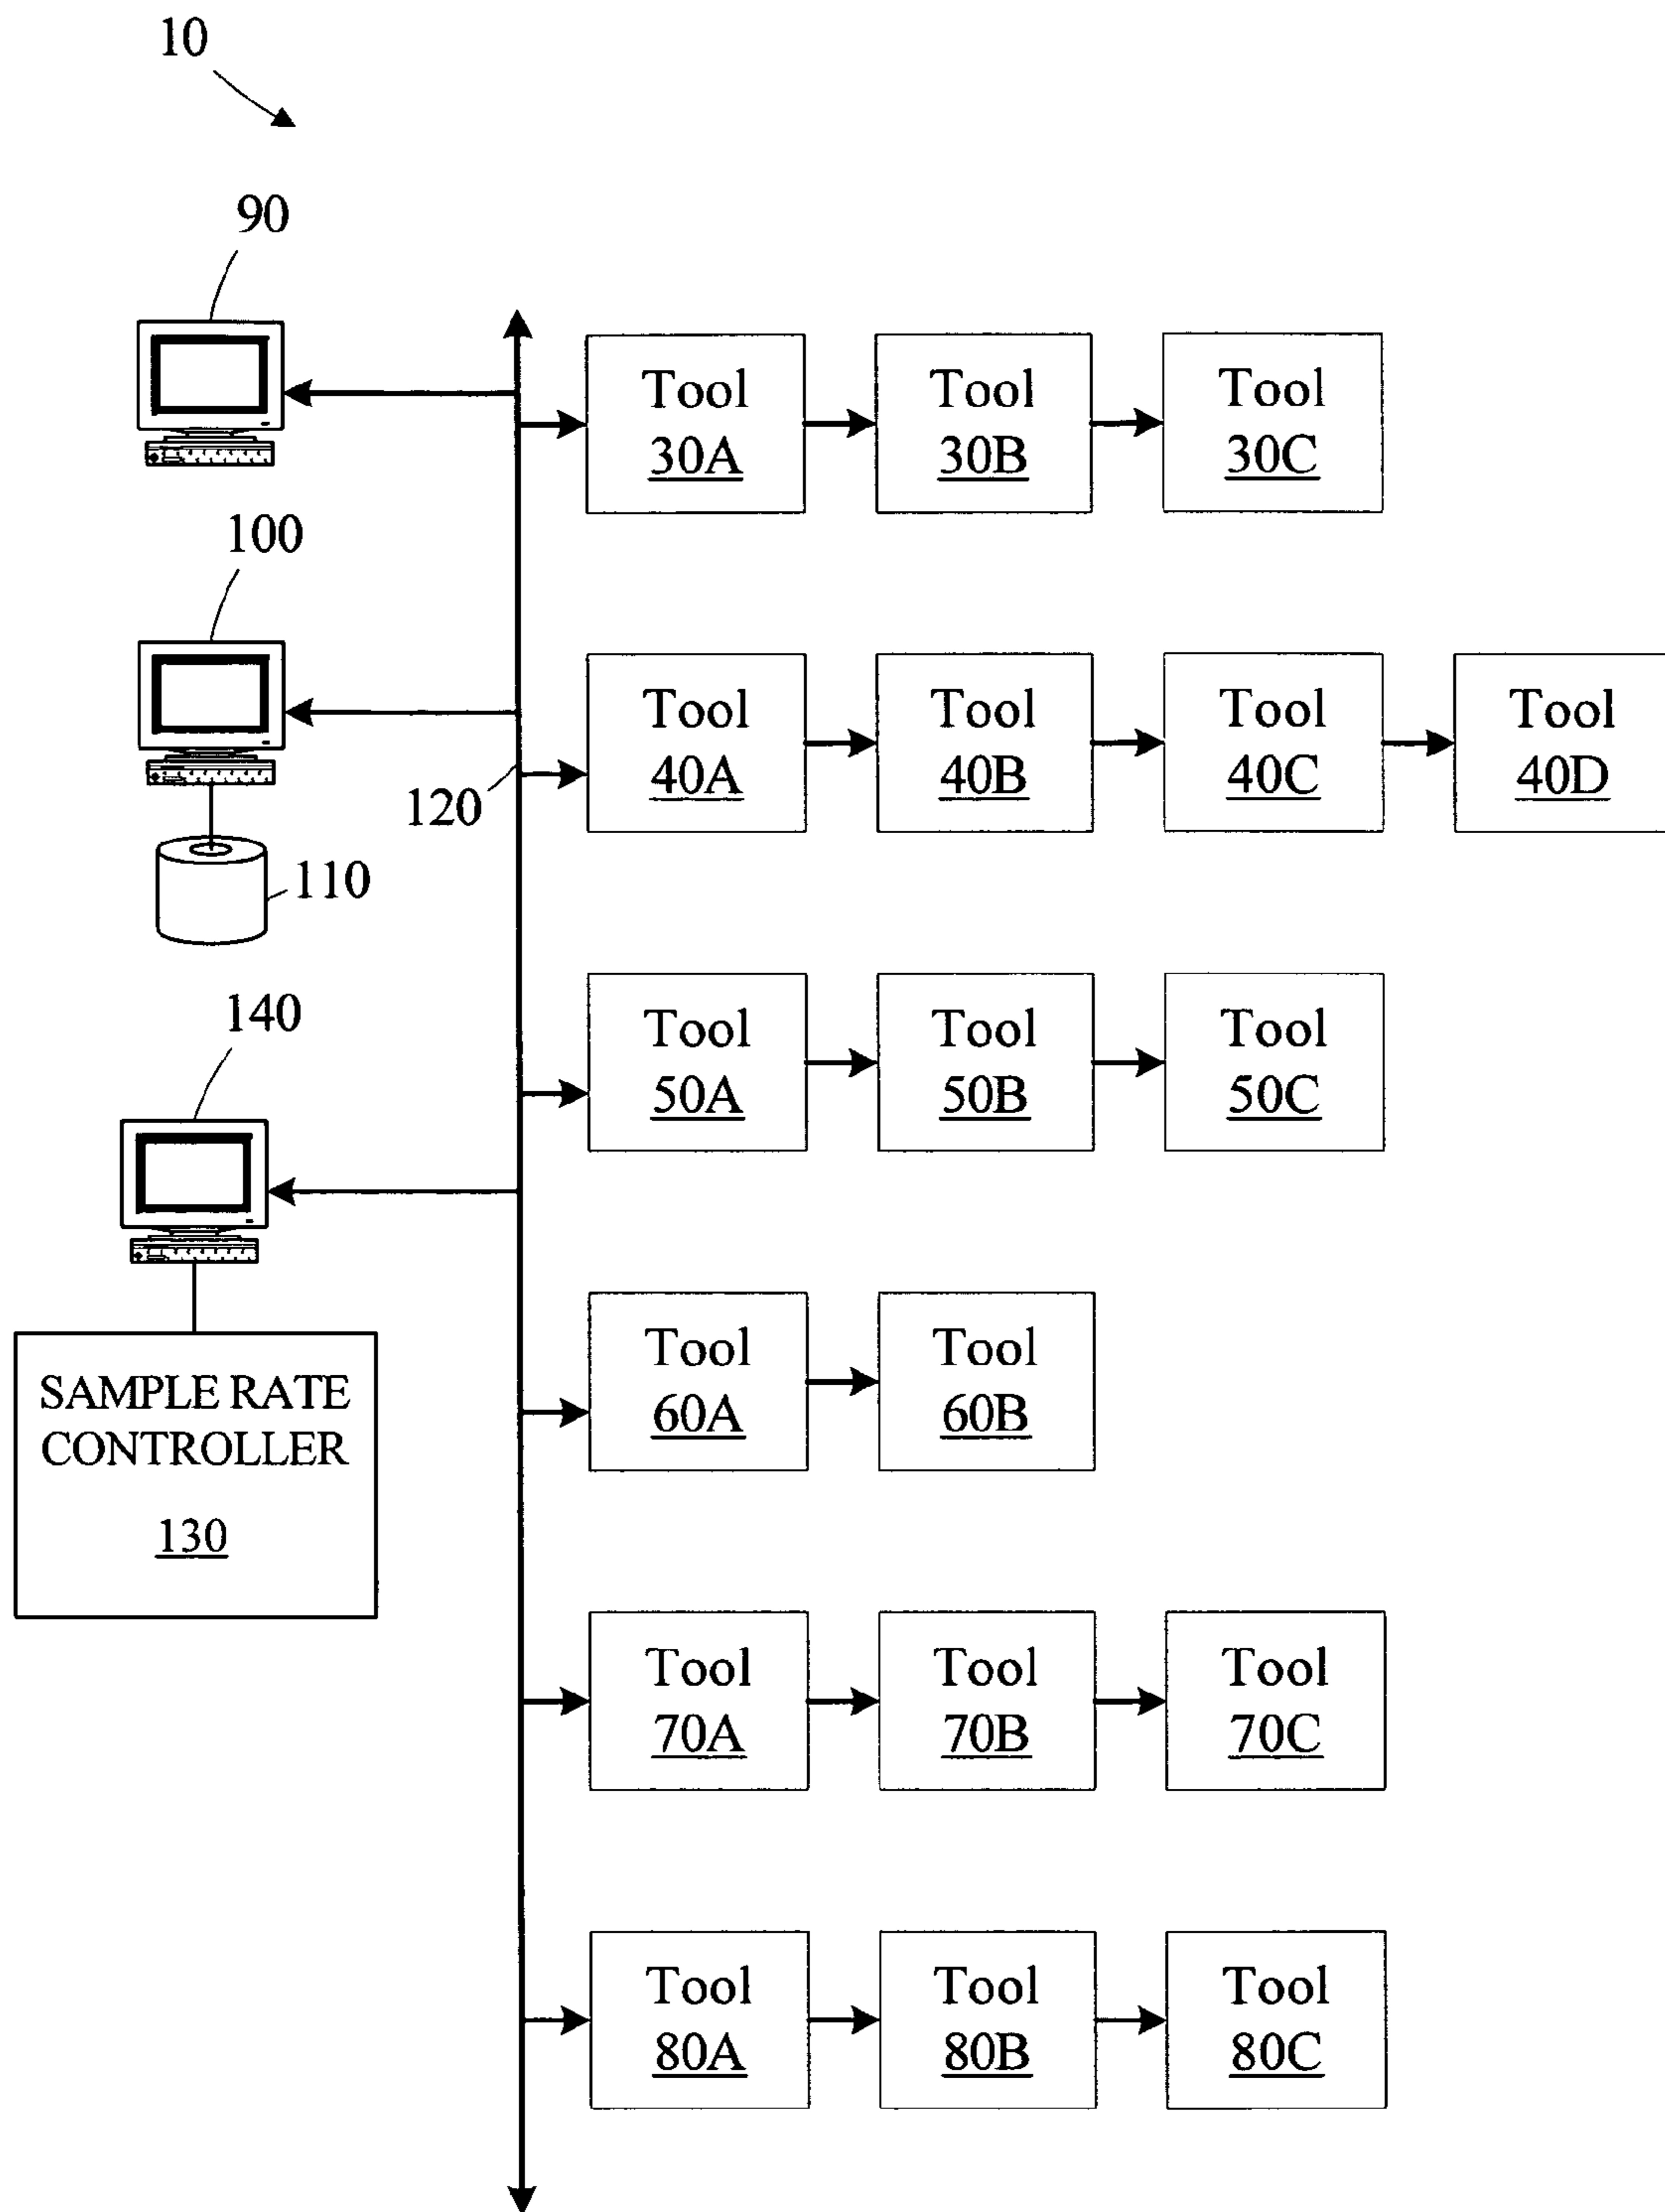 10
90
Tool Tool Tool
30A 30B 30C
100
Tool Tool Tool Tool
40A 40B 40C 40D
120
110
140
Tool Tool Tool
50A 50B 50C
Tool Tool
60A 60B
SAMPLE RATE
CONTROLLER
130
Tool Tool Tool
70A 70B 70C
Tool Tool Tool
80A 80B 80C